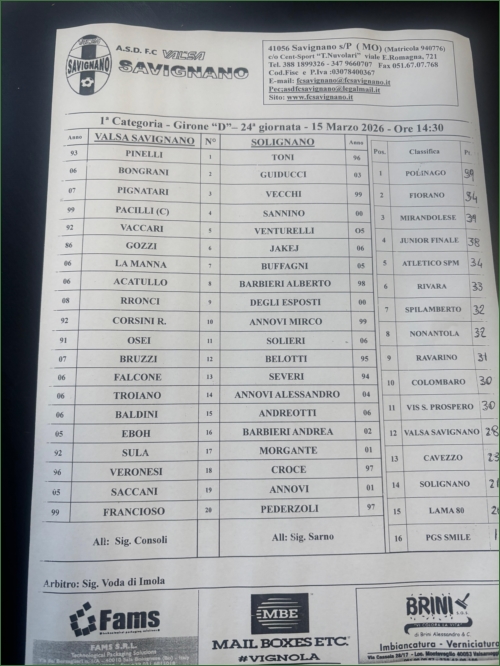 A.S.D. F.C VALSA
SAVIGNANO
SAVIGNANO
41056 Savignano s/P ( MO) (Matricola 940776)
c/o Cent-Sport “T.Nuvolari” viale E.Romagna, 721
Tel. 388 1899326 - 347 9660707 Fax 051.67.07.768
Cod.Fisc e P.Iva :03078400367
E-mail: fcsavignano@fcsavignano.it
Pec:asdfcsavignano@legalmail.it
Sito: www.fcsavignano.it
1ª Categoria - Girone “D”– 24ª giornata - 15 Marzo 2026 - Ore 14:30
Anno VALSA SAVIGNANO N° SOLIGNANO Anno Pos. Classifica Pt
93 PINELLI 1 TONI 96 1 POLINAGO
06 BONGRANI 2 GUIDUCCI 03 2 FIORANO
07 PIGNATARI 3 VECCHI 99 3 MIRANDOLESE 39
99 PACILLI (C) 4 SANNINO 00 4 JUNIOR FINALE 38
92 VACCARI 5 VENTURELLI O5 5 ATLETICO SPM 34
86 GOZZI 6 JAKEJ 06 6 RIVARA 33
06 LA MANNA 7 BUFFAGNI 05 7 SPILAMBERTO 32
06 ACATULLO 8 BARBIERI ALBERTO 98 8 NONANTOLA 32
08 RRONCI 9 DEGLI ESPOSTI 00 9 RAVARINO 31
92 CORSINI R. 10 ANNOVI MIRCO 99 10 COLOMBARO 30
91 OSEI 11 SOLIERI 06 11 VIS S. PROSPERO 30
07 BRUZZI 12 BELOTTI 95 12 VALSA SAVIGNANO 28
06 FALCONE 13 SEVERI 94 13 CAVEZZO 23
06 TROIANO 14 ANNOVI ALESSANDRO 04 14 SOLIGNANO
06 BALDINI 15 ANDREOTTI 06 15 LAMA 80
05 EBOH 16 BARBIERI ANDREA 02 16 PGS SMILE
92 SULA 17 MORGANTE 01
96 VERONESI 18 CROCE 97
05 SACCANI 19 ANNOVI 01
99 FRANCIOSO 20 PEDERZOLI 97
All: Sig. Consoli All: Sig. Sarno
Arbitro: Sig. Voda di Imola
Fams
FAMS S.R.L.
MBE
MAIL BOXES ETC.
#VIGNOLA
BRINI
di Brini Alessandro & C.
Imbiancatura - Verniciatura